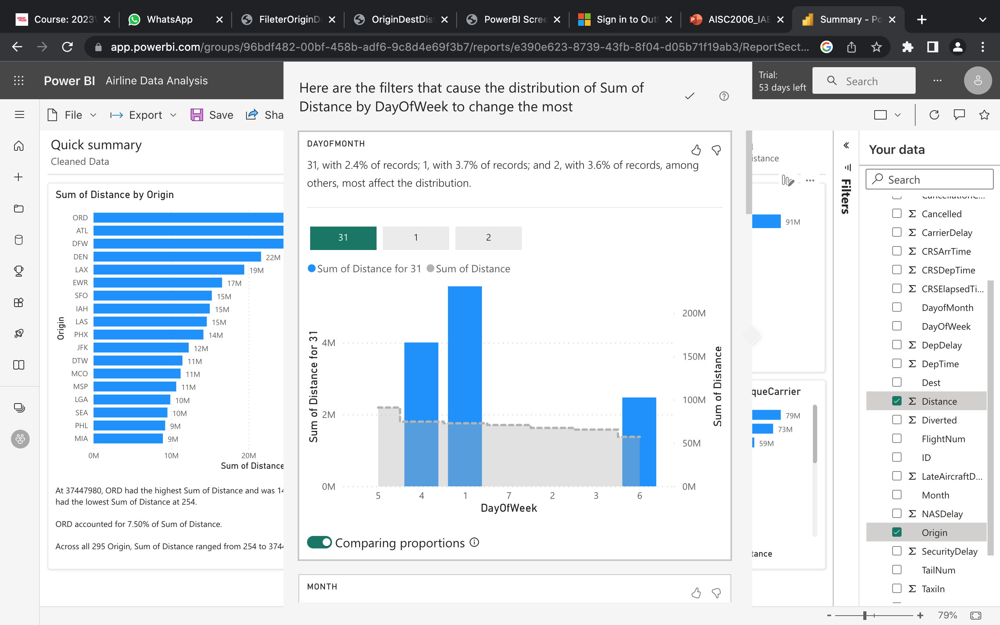 Course: 2023W
WhatsApp
FileterOriginDe
OriginDestDist
PowerBI Scree
Sign in to Outl
AISC2006_IAE
Summary - Po
app.powerbi.com/groups/96bdf482-00bf-458b-adf6-9c8d4e69f3b7/reports/e390e623-8739-43fb-8f04-d05b71f19ab3/ReportSect...
Power BI Airline Data Analysis
Trial:
53 days left
Search
File
Export
Save
Sha
Quick summary
Cleaned Data
Sum of Distance by Origin
Origin
ORD
ATL
DFW
DEN 22M
LAX 19M
EWR 17M
SFO 15M
IAH 15M
LAS 15M
PHX 14M
JFK 12M
DTW 11M
MCO 11M
MSP 11M
LGA 10M
SEA 10M
PHL 9M
MIA 9M
0M 10M 20M
Sum of Distance
At 37447980, ORD had the highest Sum of Distance and was 14
had the lowest Sum of Distance at 254.
ORD accounted for 7.50% of Sum of Distance.
Across all 295 Origin, Sum of Distance ranged from 254 to 3744
Here are the filters that cause the distribution of Sum of
Distance by DayOfWeek to change the most
DAYOFMONTH
31, with 2.4% of records; 1, with 3.7% of records; and 2, with 3.6% of records, among
others, most affect the distribution.
31 1 2
Sum of Distance for 31 Sum of Distance
Sum of Distance for 31
4M
2M
0M
200M
150M
100M
50M
0M
Sum of Distance
5 4 1 7 2 3 6
DayOfWeek
Comparing proportions
MONTH
istance
91M
queCarrier
79M
73M
59M
tance
Filters
Your data
Search
CancellationC...
Cancelled
CarrierDelay
CRSArrTime
CRSDepTime
CRSElapsedTi...
DayofMonth
DayOfWeek
DepDelay
DepTime
Dest
Distance
Diverted
FlightNum
ID
LateAircraftD...
Month
NASDelay
Origin
SecurityDelay
TailNum
TaxiIn
- + 79%